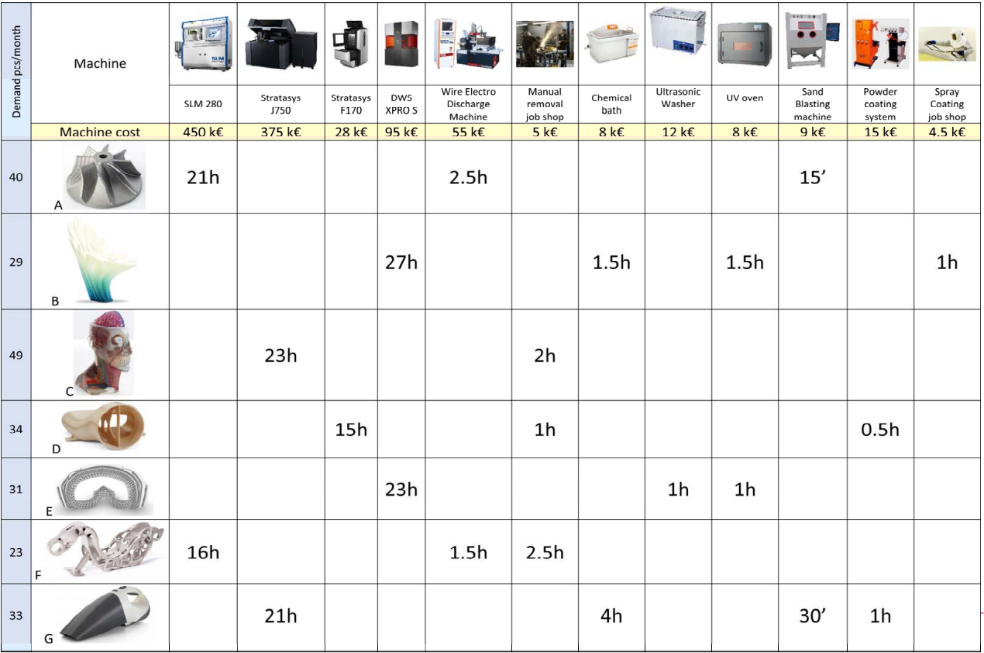 Demand pcs/month
Machine
SLM
SLM 280
Stratasys
J750
Stratasys
F170
DWS
XPRO S
Wire Electro
Discharge
Machine
Manual
removal
job shop
Chemical
bath
Ultrasonic
Washer
UV oven
Sand
Blasting
machine
Powder
coating
system
Spray
Coating
job shop
Machine cost 450 k€ 375 k€ 28 k€ 95 k€ 55 k€ 5 k€ 8 k€ 12 k€ 8 k€ 9 k€ 15 k€ 4.5 k€
40 A 21h 2.5h 15’
29 B 27h 1.5h 1.5h 1h
49 C 23h 2h
34 D 15h 1h 0.5h
31 E 23h 1h 1h
23 F 16h 1.5h 2.5h
33 G 21h 4h 30’ 1h